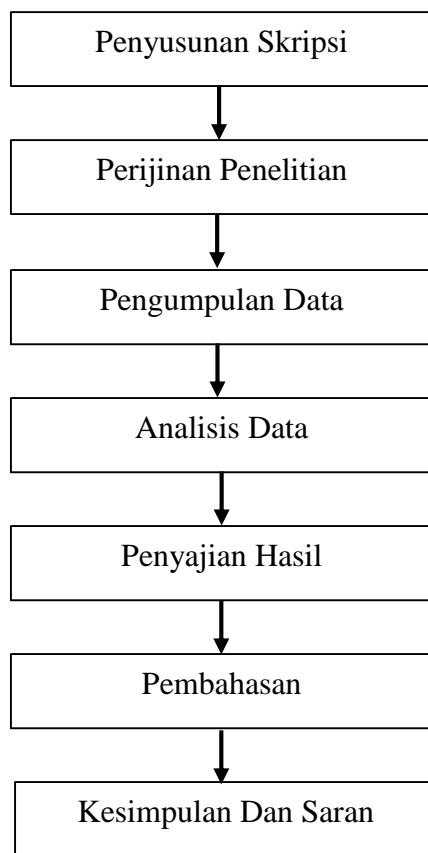 Penyusunan Skripsi
Perijinan Penelitian
Pengumpulan Data
Analisis Data
Penyajian Hasil
Pembahasan
Kesimpulan Dan Saran